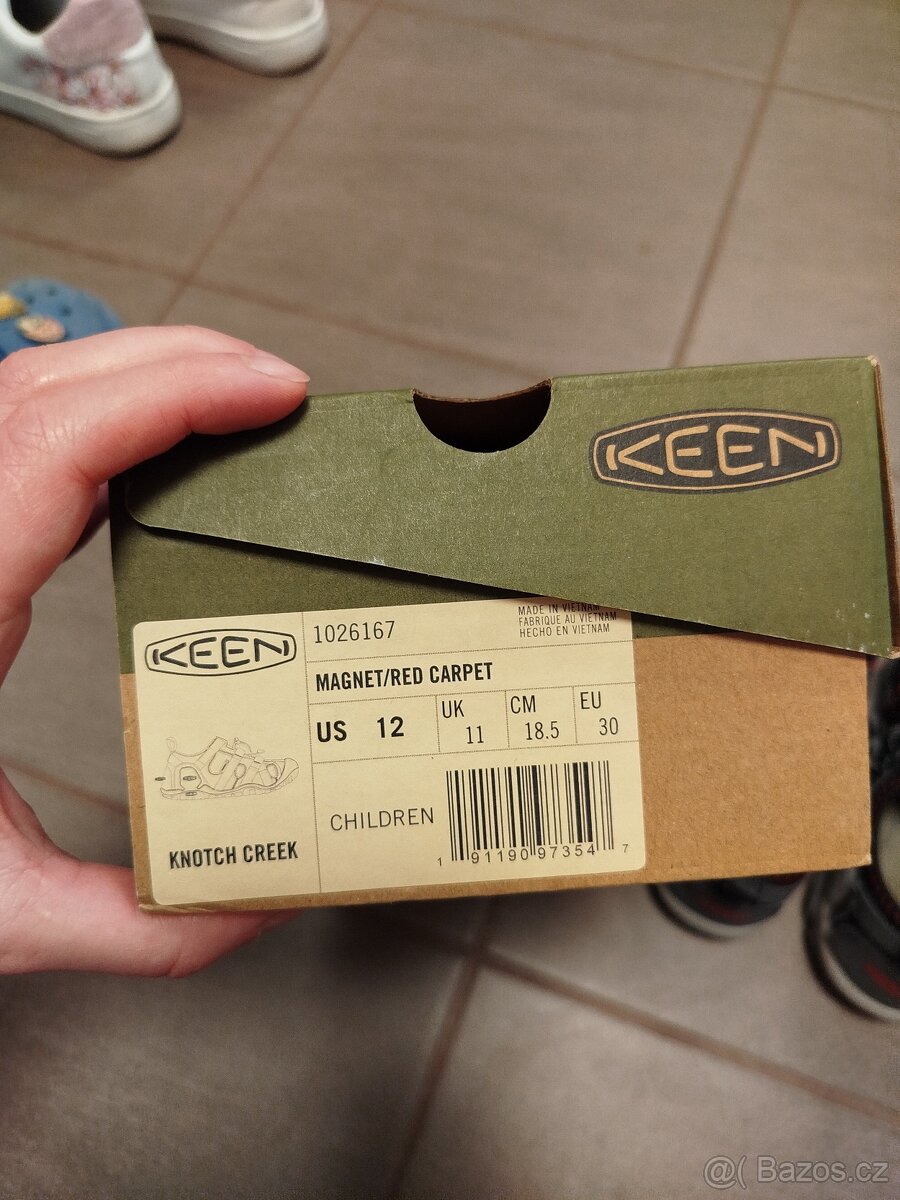 KEEN
KEEN
1026167
MADE IN VIETNAM
FABRIQUE AU VIETNAM
HECHO EN VIETNAM
MAGNET/RED CARPET
US 12
UK 11
CM 18.5
EU 30
CHILDREN
KNOTCH CREEK
1 91190 97354 7
@( Bazos.cz